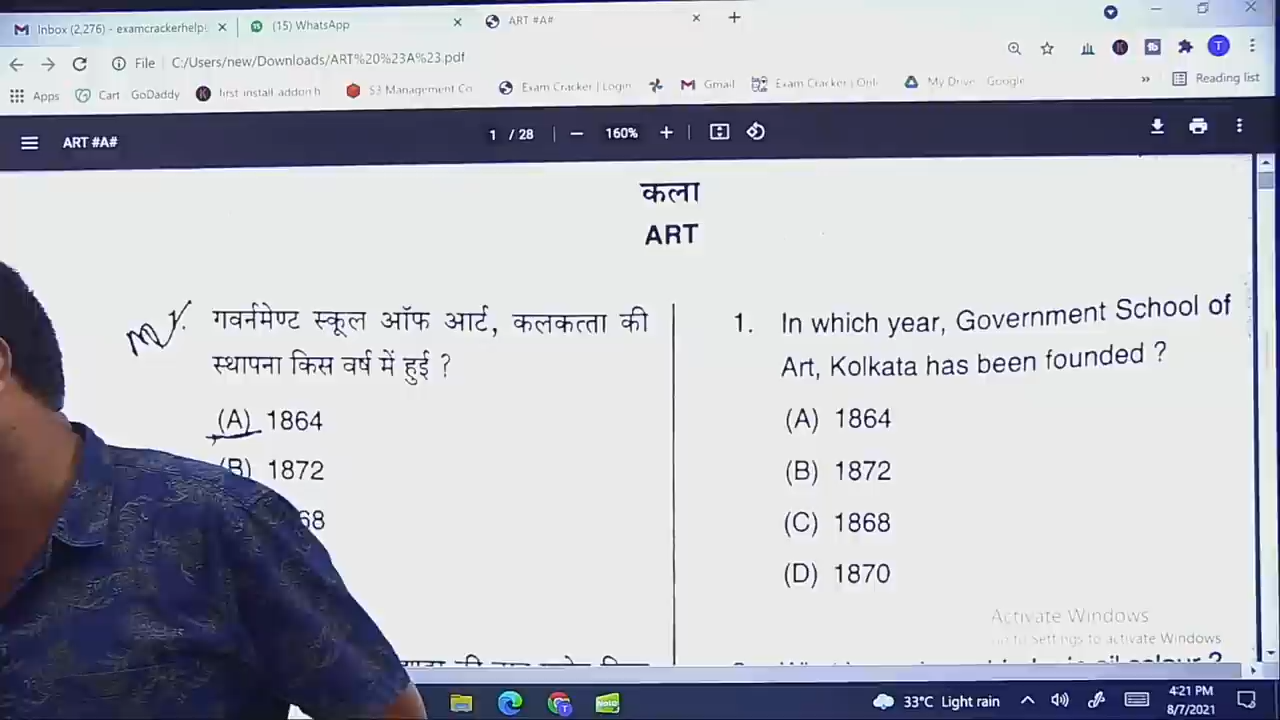 Inbox (2,276) - examcrackerhelp
(15) WhatsApp
ART #A#
File C:/Users/new/Downloads/ART%20%23A%23.pdf
Apps Cart GoDaddy first install addon h S3 Management Co Exam Cracker | Login Gmail Exam Cracker | Onli My Drive Google » Reading list
ART #A# 1 / 28 160%
कला
ART
1. गवर्नमेण्ट स्कूल ऑफ आर्ट, कलकत्ता की
स्थापना किस वर्ष में हुई ?
(A) 1864
(B) 1872
68
1. In which year, Government School of
Art, Kolkata has been founded ?
(A) 1864
(B) 1872
(C) 1868
(D) 1870
Activate Windows
to Settings to activate Windows
33°C Light rain
4:21 PM
8/7/2021